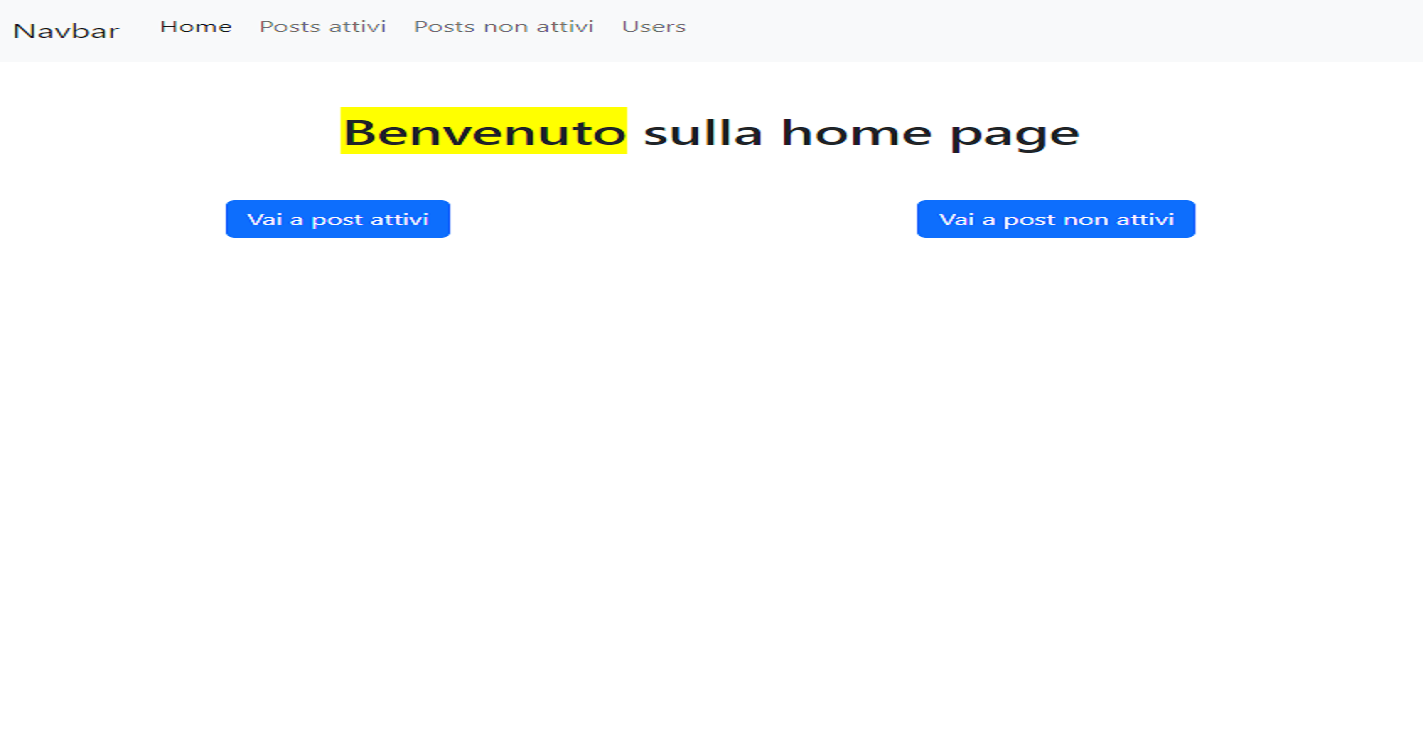 Navbar Home Posts attivi Posts non attivi Users
Benvenuto sulla home page
Vai a post attivi Vai a post non attivi